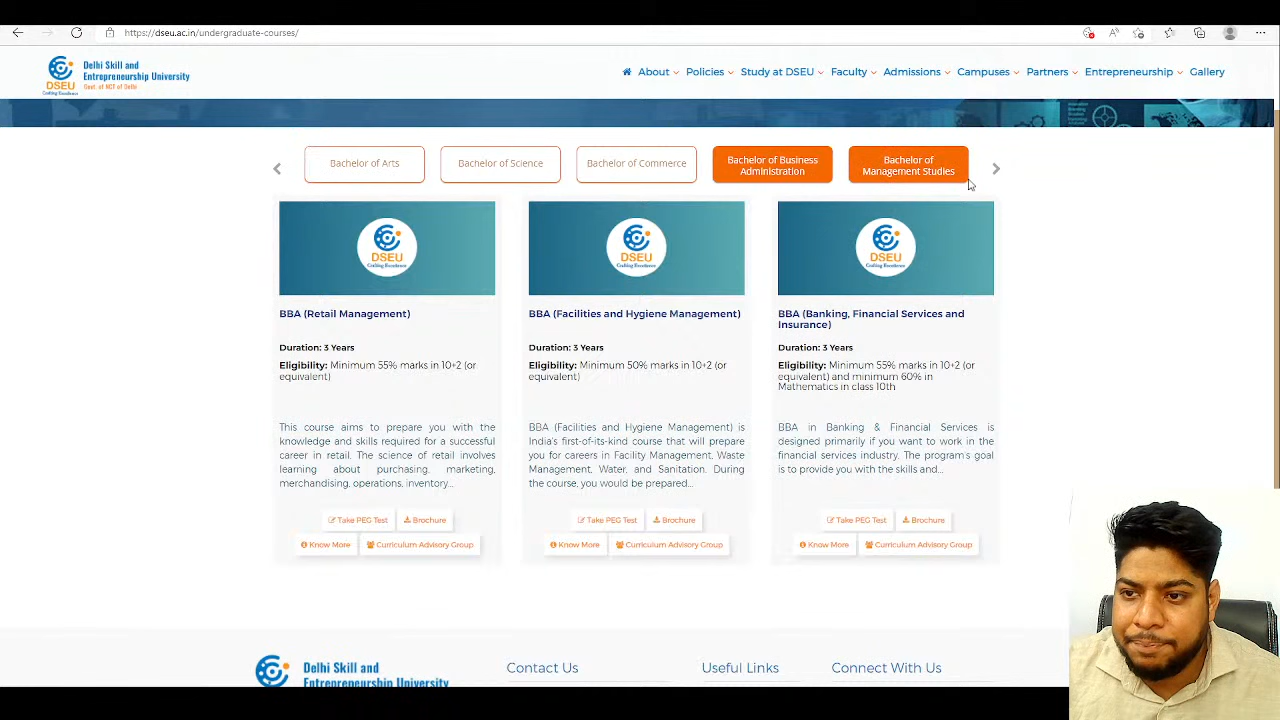 https://dseu.ac.in/undergraduate-courses/
DSEU
Crafting Excellence
Delhi Skill and
Entrepreneurship University
Govt. of NCT of Delhi
About
Policies
Study at DSEU
Faculty
Admissions
Campuses
Partners
Entrepreneurship
Gallery
Bachelor of Arts
Bachelor of Science
Bachelor of Commerce
Bachelor of Business
Administration
Bachelor of
Management Studies
DSEU
Crafting Excellence
BBA (Retail Management)
Duration: 3 Years
Eligibility: Minimum 55% marks in 10+2 (or
equivalent)
This course aims to prepare you with the
knowledge and skills required for a successful
career in retail. The science of retail involves
learning about purchasing, marketing,
merchandising, operations, inventory...
Take PEG Test
Brochure
Know More
Curriculum Advisory Group
DSEU
Crafting Excellence
BBA (Facilities and Hygiene Management)
Duration: 3 Years
Eligibility: Minimum 50% marks in 10+2 (or
equivalent)
BBA (Facilities and Hygiene Management) is
India's first-of-its-kind course that will prepare
you for careers in Facility Management, Waste
Management, Water, and Sanitation. During
the course, you would be prepared...
Take PEG Test
Brochure
Know More
Curriculum Advisory Group
DSEU
Crafting Excellence
BBA (Banking, Financial Services and
Insurance)
Duration: 3 Years
Eligibility: Minimum 55% marks in 10+2 (or
equivalent) and minimum 60% in
Mathematics in class 10th
BBA in Banking & Financial Services is
designed primarily if you want to work in the
financial services industry. The program's goal
is to provide you with the skills and...
Take PEG Test
Brochure
Know More
Curriculum Advisory Group
Delhi Skill and
Entrepreneurship University
Contact Us
Useful Links
Connect With Us